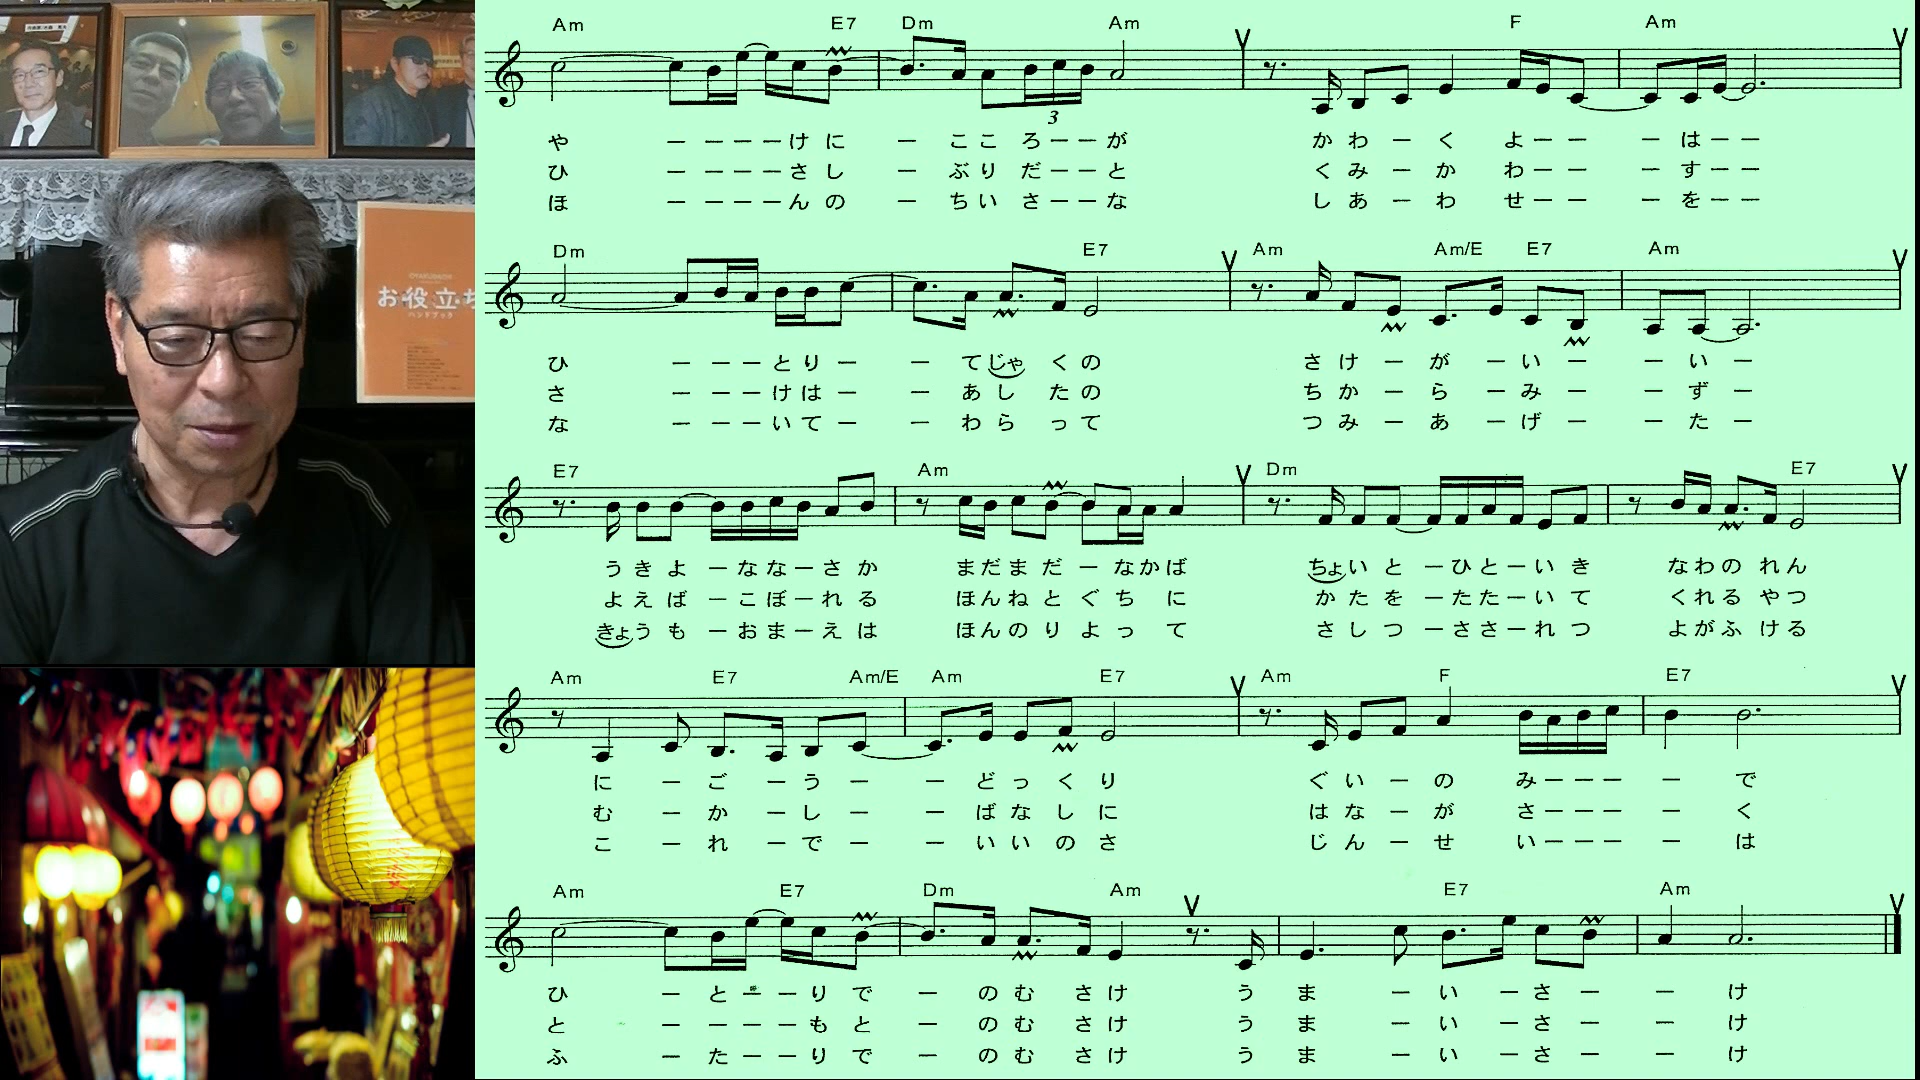 お役立ち
ハンドブック
Am E7 Dm Am F Am
3
や ーーーーけ に ー こ こ ろ ーー が か わ ー く よ ーー ー は ーー
ひ ーーーーさ し ー ぶ り だ ーー と く み ー か わ ーー ー す ーー
ほ ーーーーん の ー ち い さ ーー な し あ ー わ せ ーー ー を ーー
Dm E7 Am Am/E E7 Am
ひ ーーー と り ー ー て じゃ く の さ け ー が ー い ー ー い ー
さ ーーー け は ー ー あ し た の ち か ー ら ー み ー ー ず ー
な ーーー い て ー ー わ ら っ て つ み ー あ ー げ ー ー た ー
E7 Am Dm E7
う き よ ー な な ー さ か ま だ ま だ ー な か ば ちょ い と ー ひ と ー い き な わ の れ ん
よ え ば ー こ ぼ ー れ る ほ ん ね と ぐ ち に か た を ー た た ー い て く れ る や つ
きょ う も ー お ま ー え は ほ ん の り よ っ て さ し つ ー さ さ ー れ つ よ が ふ け る
Am E7 Am/E Am E7 Am F E7
に ー ご ー う ー ー ど っ く り ぐ い ー の み ーーー ー で
む ー か ー し ー ー ば な し に は な ー が さ ーーー ー く
こ ー れ ー で ー ー い い の さ じ ん ー せ い ーーー ー は
Am E7 Dm Am E7 Am
ひ ー と ーー り で ー の む さ け う ま ー い ー さ ー ー け
と ーーーー も と ー の む さ け う ま ー い ー さ ー ー け
ふ ー た ーー り で ー の む さ け う ま ー い ー さ ー ー け